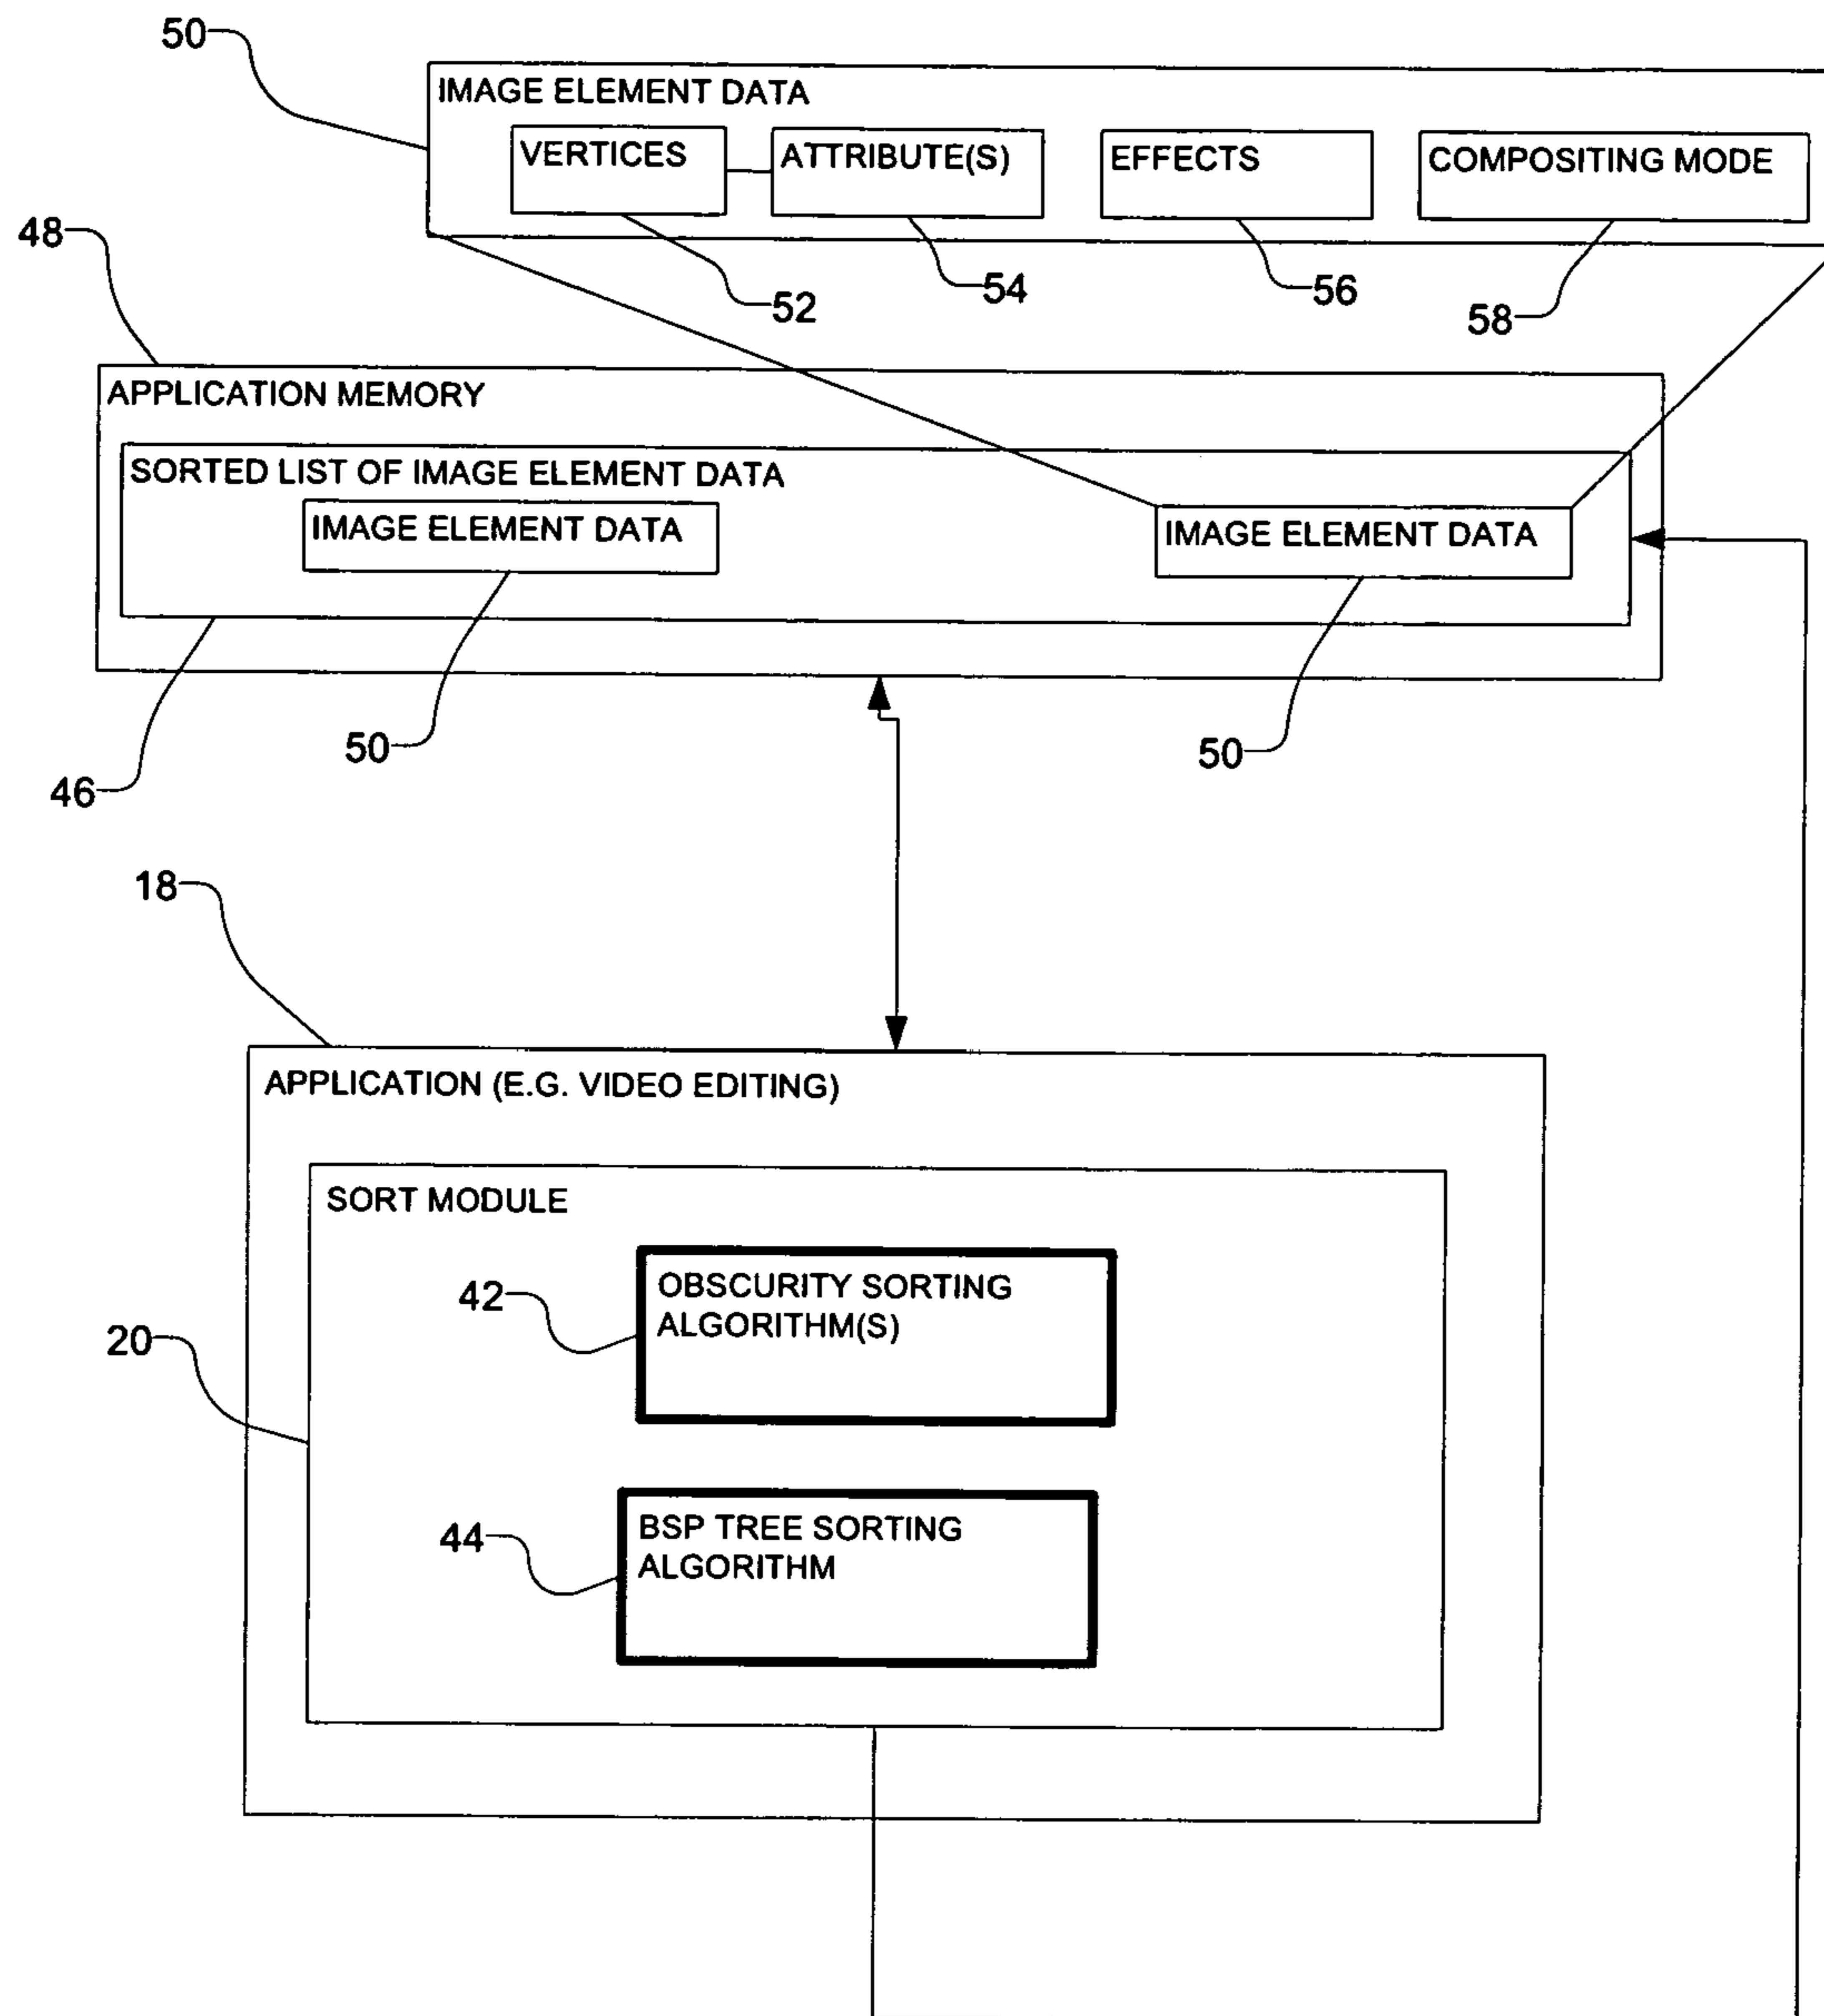 50
IMAGE ELEMENT DATA
VERTICES
ATTRIBUTE(S)
EFFECTS
COMPOSITING MODE
48
52
54
56
58
APPLICATION MEMORY
SORTED LIST OF IMAGE ELEMENT DATA
IMAGE ELEMENT DATA
IMAGE ELEMENT DATA
50
50
46
18
APPLICATION (E.G. VIDEO EDITING)
SORT MODULE
42
OBSCURITY SORTING
ALGORITHM(S)
20
44
BSP TREE SORTING
ALGORITHM